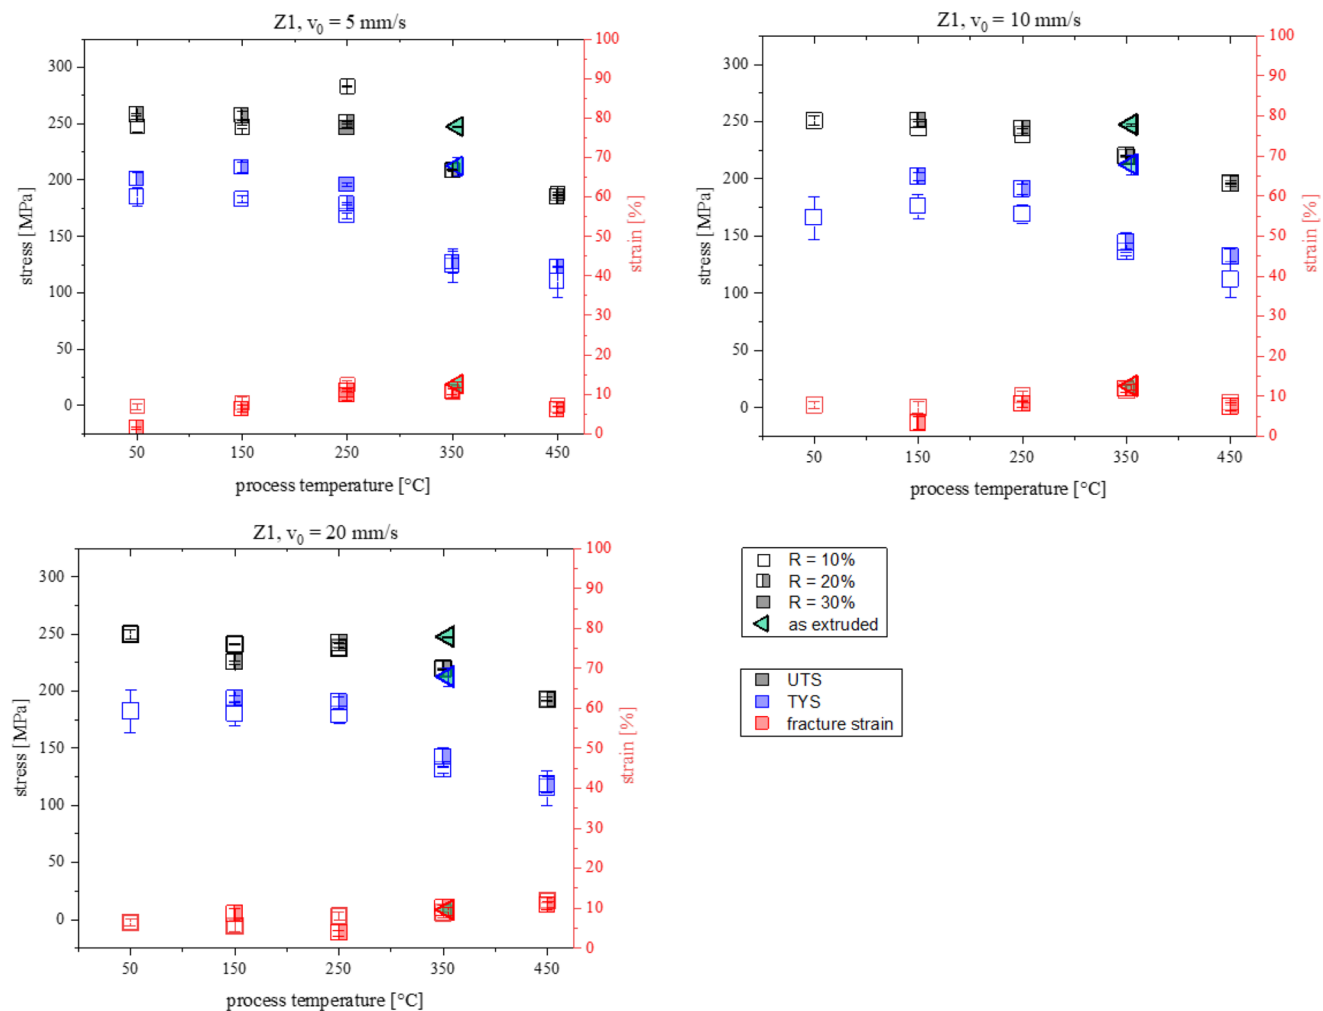 Z1, v0 = 5 mm/s
300
250
200
150
100
50
0
stress [MPa]
100
90
80
70
60
50
40
30
20
10
0
strain [%]
50 150 250 350 450
process temperature [°C]
Z1, v0 = 10 mm/s
300
250
200
150
100
50
0
stress [MPa]
100
90
80
70
60
50
40
30
20
10
0
strain [%]
50 150 250 350 450
process temperature [°C]
Z1, v0 = 20 mm/s
300
250
200
150
100
50
0
stress [MPa]
100
90
80
70
60
50
40
30
20
10
0
strain [%]
50 150 250 350 450
process temperature [°C]
R = 10%
R = 20%
R = 30%
as extruded
UTS
TYS
fracture strain